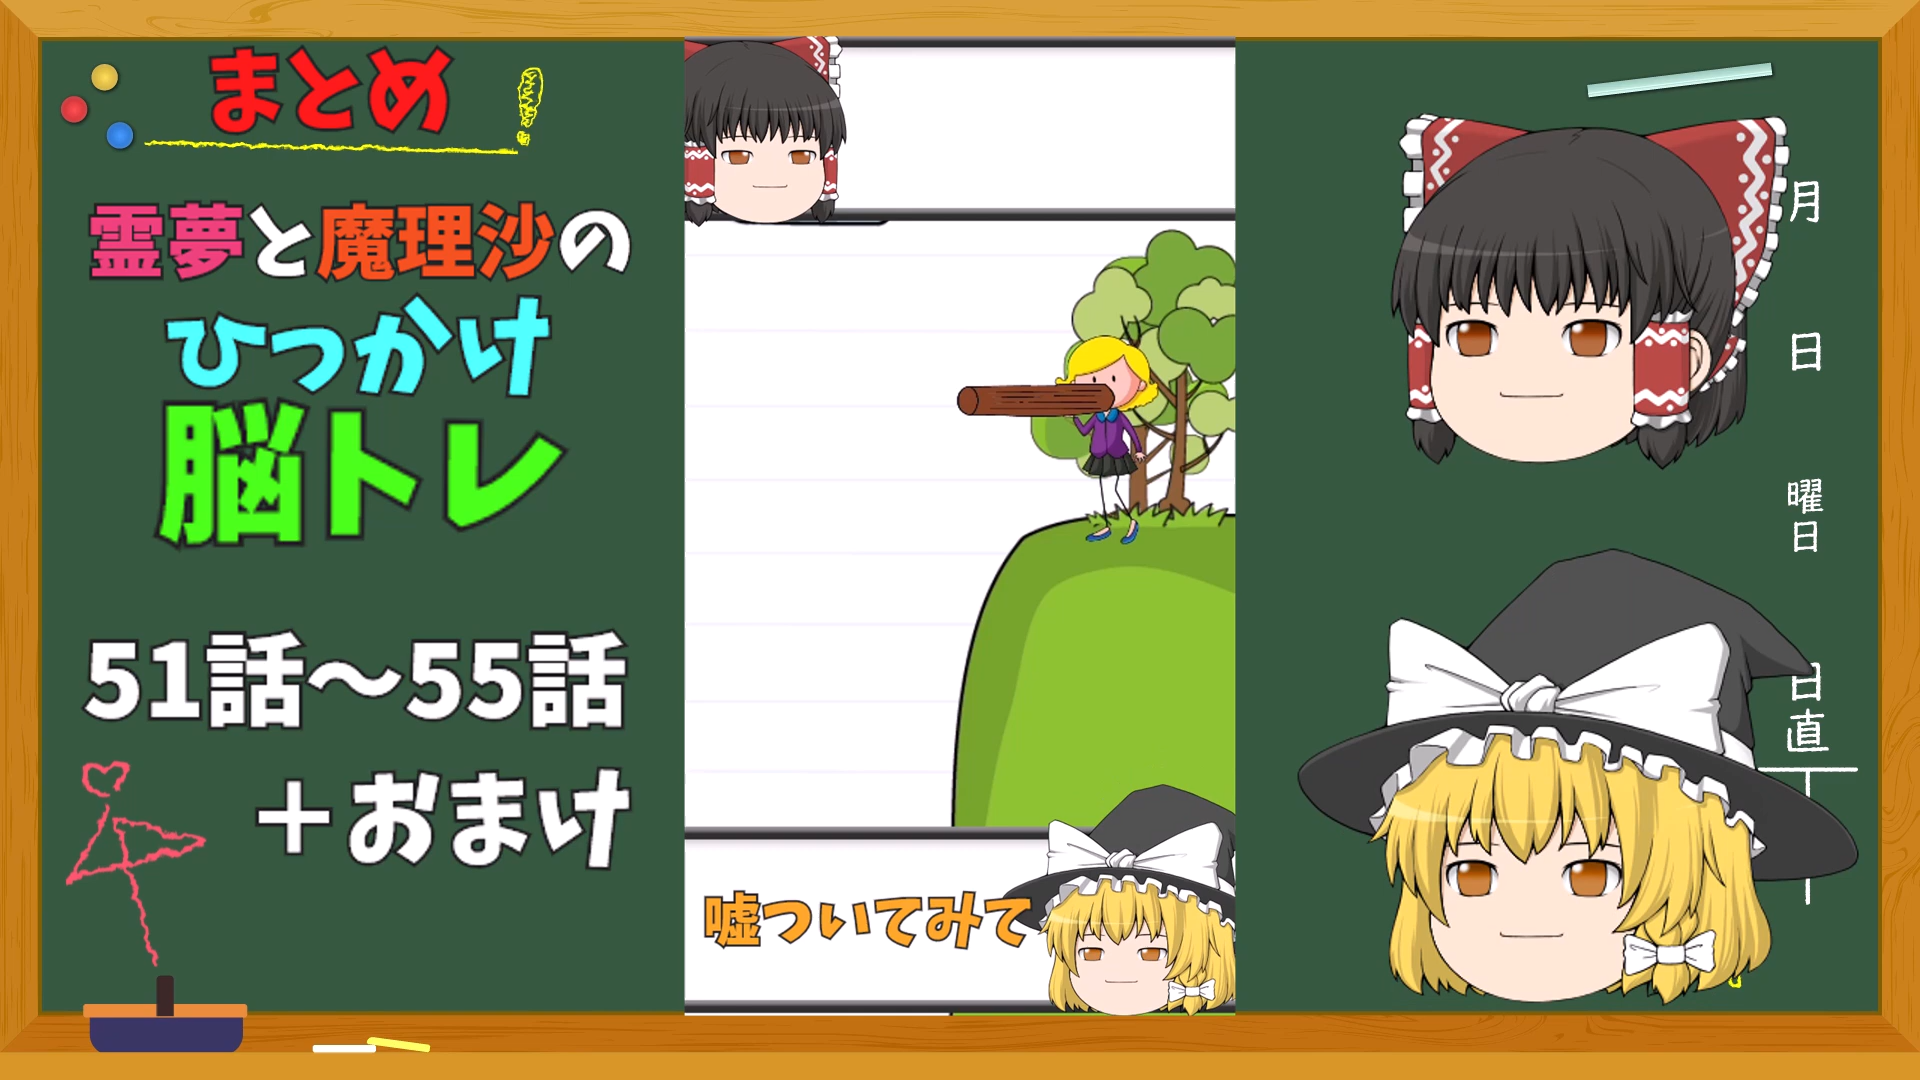 まとめ
霊夢と魔理沙の
ひっかけ
脳トレ
51話～55話
＋おまけ
嘘ついてみて
月
日
曜日
日直